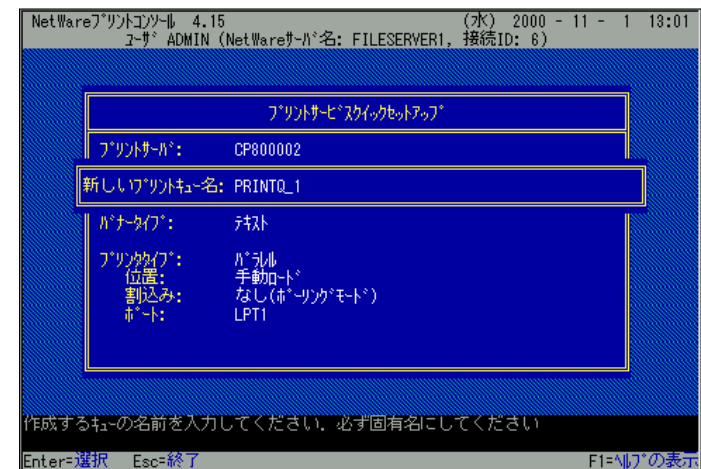 NetWareﾌﾟﾘﾝﾄｺﾝｿｰﾙ 4.15 (水) 2000 - 11 - 1 13:01
ﾕｰｻﾞ ADMIN (NetWareｻｰﾊﾞ名: FILESERVER1, 接続ID: 6)
ﾌﾟﾘﾝﾄｻｰﾋﾞｽｸｲｯｸｾｯﾄｱｯﾌﾟ
ﾌﾟﾘﾝﾄｻｰﾊﾞ: CP800002
新しいﾌﾟﾘﾝﾄｷｭｰ名: PRINTQ_1
ﾊﾞﾅｰﾀｲﾌﾟ: ﾃｷｽﾄ
ﾌﾟﾘﾝﾀﾀｲﾌﾟ: ﾊﾟﾗﾚﾙ
位置: 手動ﾛｰﾄﾞ
割込み: なし(ﾎﾟｰﾘﾝｸﾞﾓｰﾄﾞ)
ﾎﾟｰﾄ: LPT1
作成するｷｭｰの名前を入力してください. 必ず固有名にしてください
Enter=選択 Esc=終了 F1=ﾍﾙﾌﾟの表示